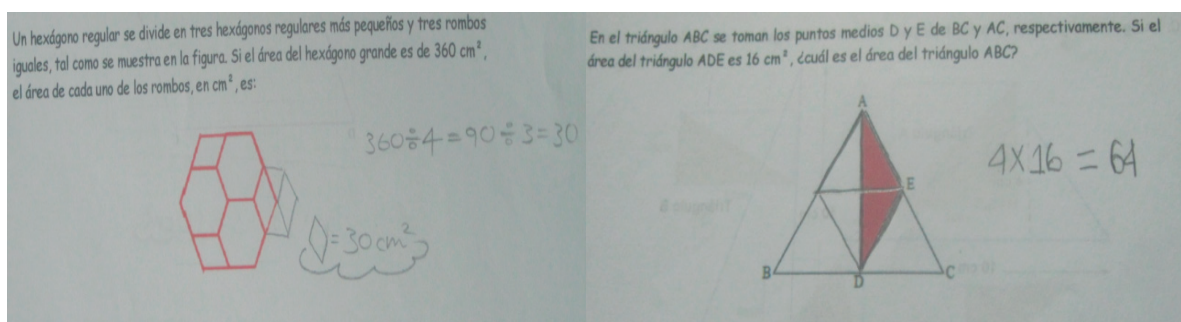 Un hexágono regular se divide en tres hexágonos regulares más pequeños y tres rombos
iguales, tal como se muestra en la figura. Si el área del hexágono grande es de 360 cm²,
el área de cada uno de los rombos, en cm², es:
360÷4=90÷3=30
=30cm²
En el triángulo ABC se toman los puntos medios D y E de BC y AC, respectivamente. Si el
área del triángulo ADE es 16 cm², ¿cuál es el área del triángulo ABC?
A
4X16 = 64
E
B
D
C